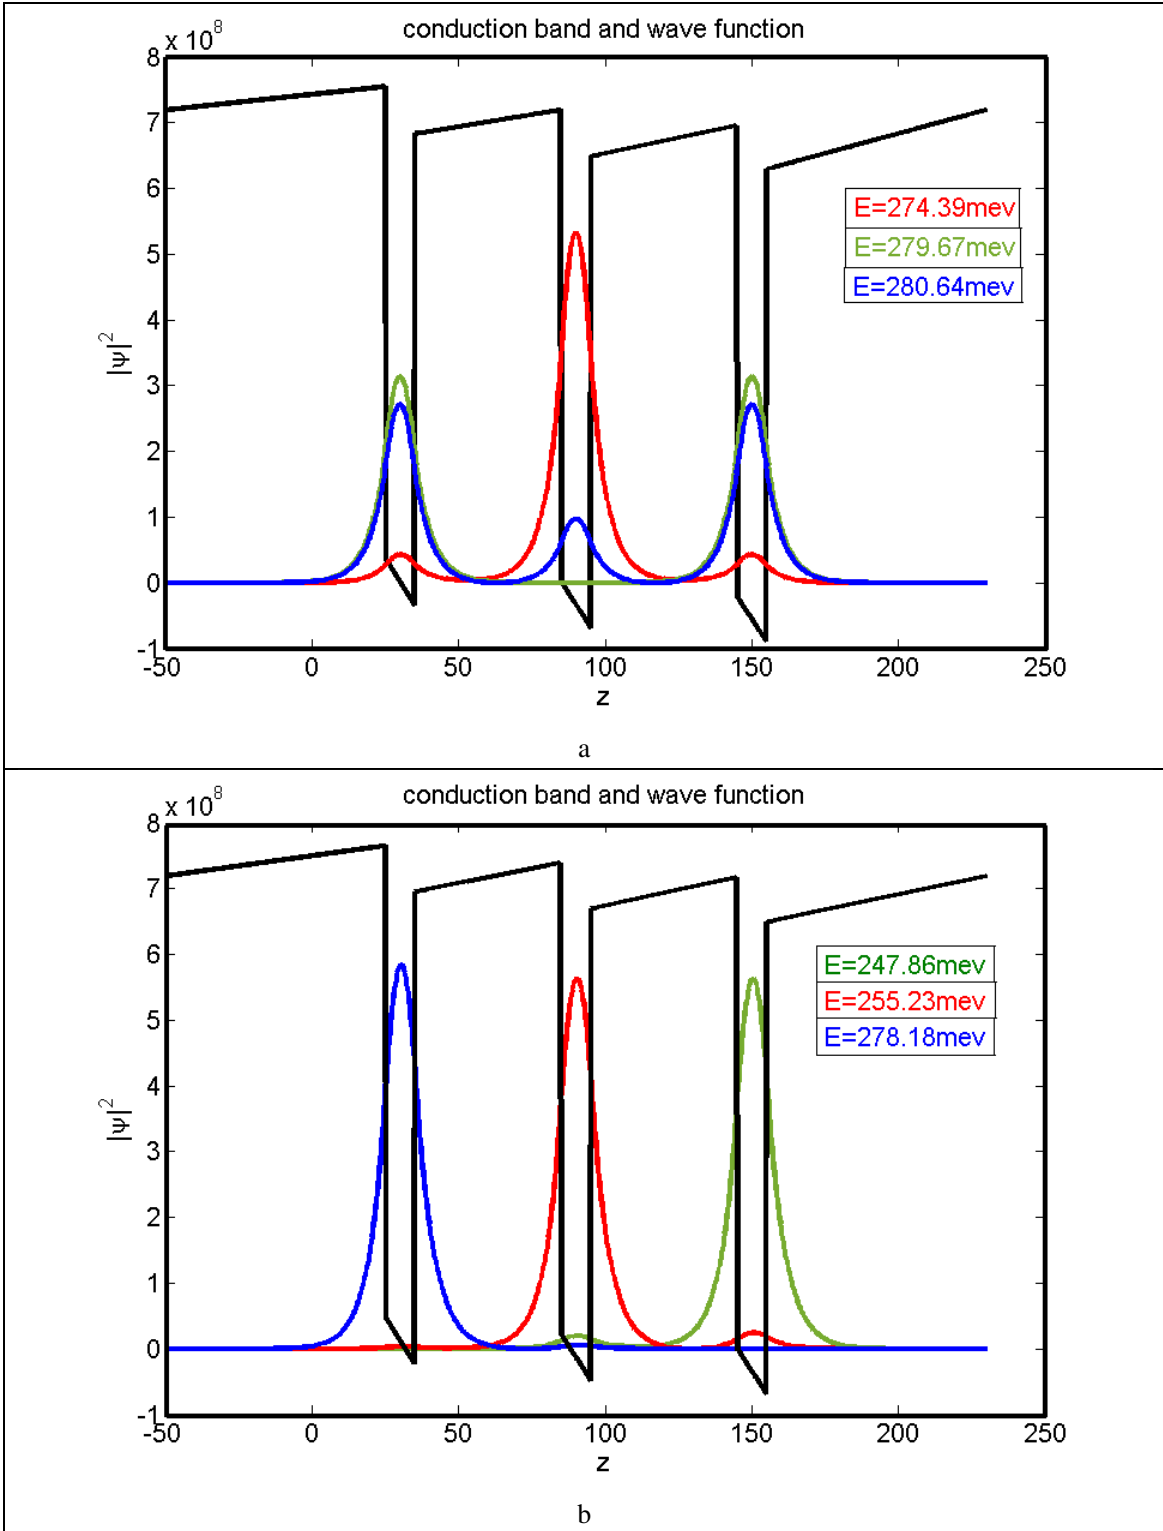 conduction band and wave function
x 10^8
8
7
6
5
4
3
2
1
0
-1
|ψ|^2
E=274.39mev
E=279.67mev
E=280.64mev
-50 0 50 100 150 200 250
z
a
conduction band and wave function
x 10^8
8
7
6
5
4
3
2
1
0
-1
|ψ|^2
E=247.86mev
E=255.23mev
E=278.18mev
-50 0 50 100 150 200 250
z
b